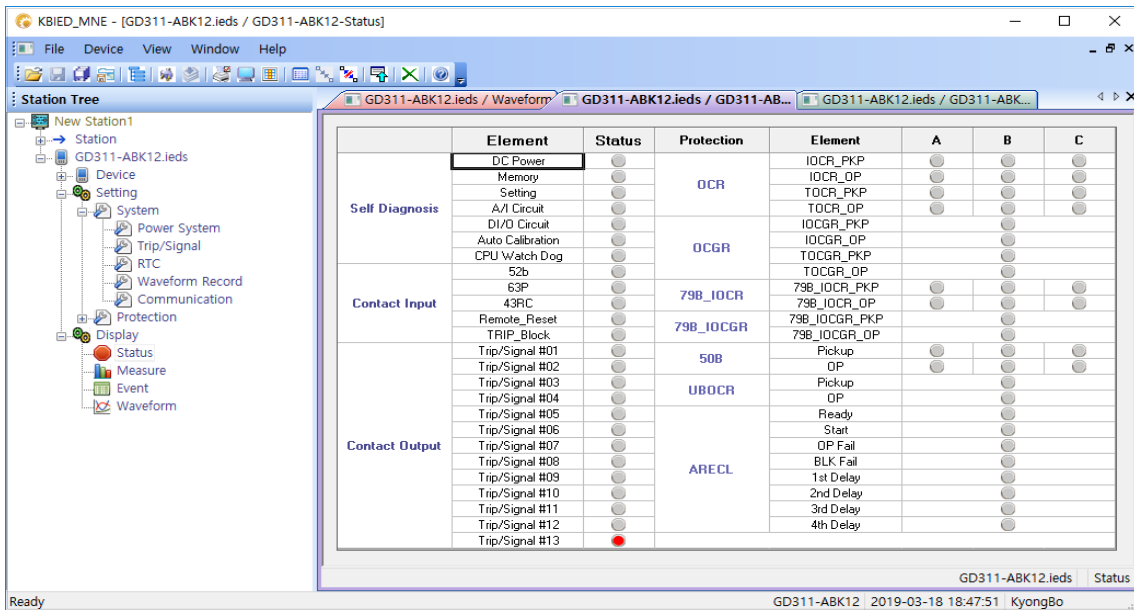 KBIED_MNE - [GD311-ABK12.ieds / GD311-ABK12-Status]
File Device View Window Help
Station Tree
GD311-ABK12.ieds / Waveform
GD311-ABK12.ieds / GD311-AB...
GD311-ABK12.ieds / GD311-ABK...
New Station1
Station
GD311-ABK12.ieds
Device
Setting
System
Power System
Trip/Signal
RTC
Waveform Record
Communication
Protection
Display
Status
Measure
Event
Waveform
Element Status Protection Element A B C
Self Diagnosis
DC Power
Memory
Setting
A/I Circuit
DI/O Circuit
Auto Calibration
CPU Watch Dog
Contact Input
52b
63P
43RC
Remote_Reset
TRIP_Block
Contact Output
Trip/Signal #01
Trip/Signal #02
Trip/Signal #03
Trip/Signal #04
Trip/Signal #05
Trip/Signal #06
Trip/Signal #07
Trip/Signal #08
Trip/Signal #09
Trip/Signal #10
Trip/Signal #11
Trip/Signal #12
Trip/Signal #13
OCR
IOCR_PKP
IOCR_OP
TOCR_PKP
TOCR_OP
OCGR
IOCGR_PKP
IOCGR_OP
TOCGR_PKP
TOCGR_OP
79B_IOCR
79B_IOCR_PKP
79B_IOCR_OP
79B_IOCGR
79B_IOCGR_PKP
79B_IOCGR_OP
50B
Pickup
OP
UBOCR
Pickup
OP
ARECL
Ready
Start
OP Fail
BLK Fail
1st Delay
2nd Delay
3rd Delay
4th Delay
GD311-ABK12.ieds Status
Ready GD311-ABK12 2019-03-18 18:47:51 KyongBo